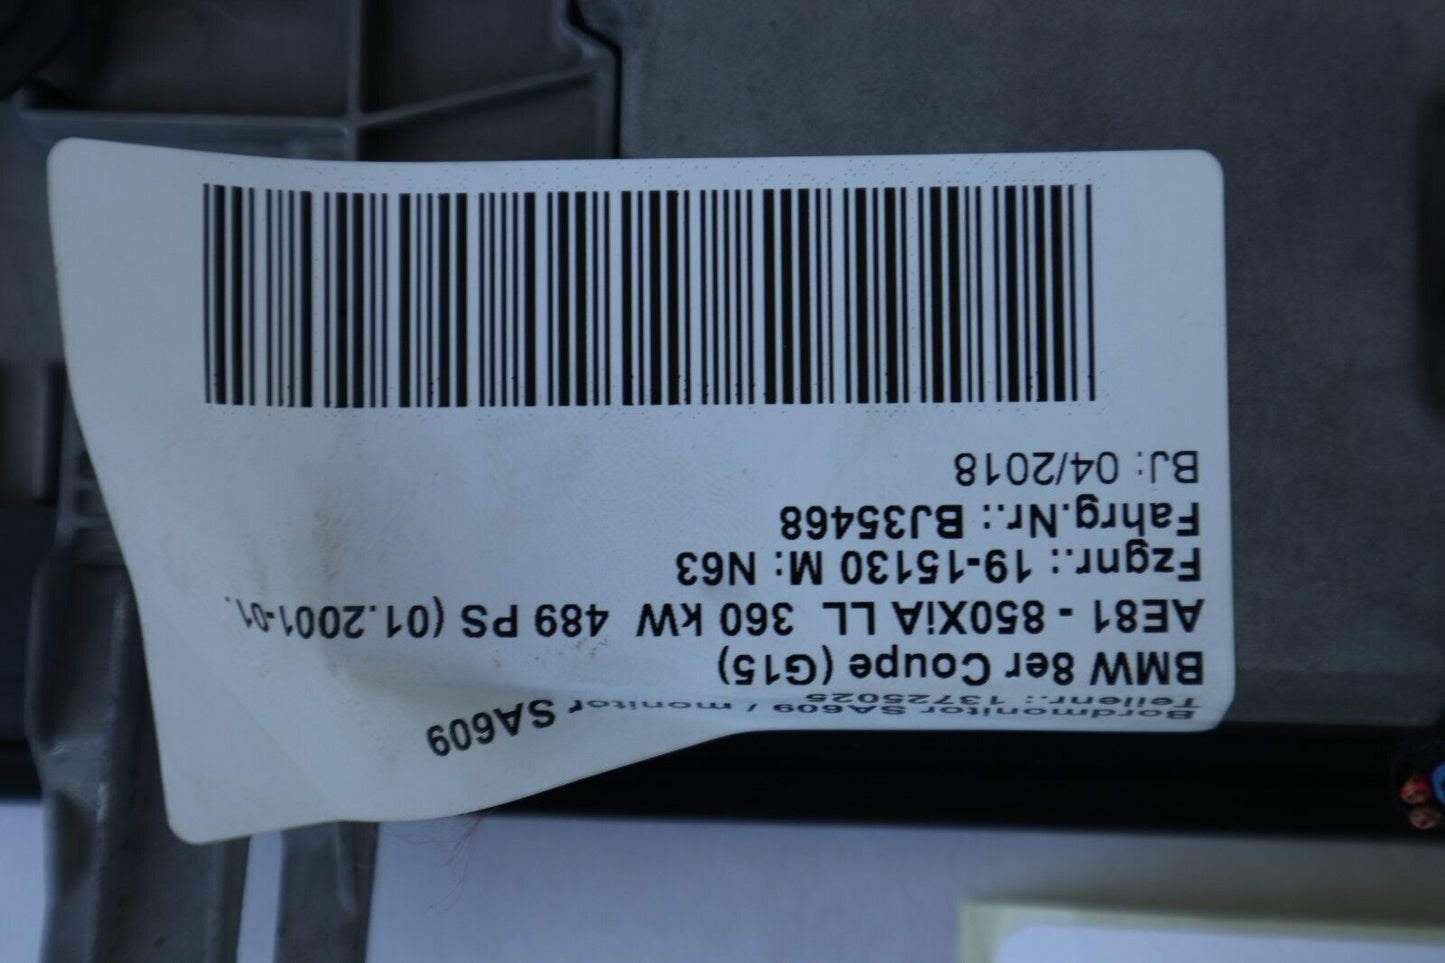 Bordmonitor SA609 / monitor SA609
Teilenr.: 13725025
BMW 8er Coupe (G15)
AE81 - 850XiA LL 360 kW 489 PS (01.2001-01.
Fzgnr.: 19-15130 M: N63
Fahrg.Nr.: BJ35468
BJ: 04/2018